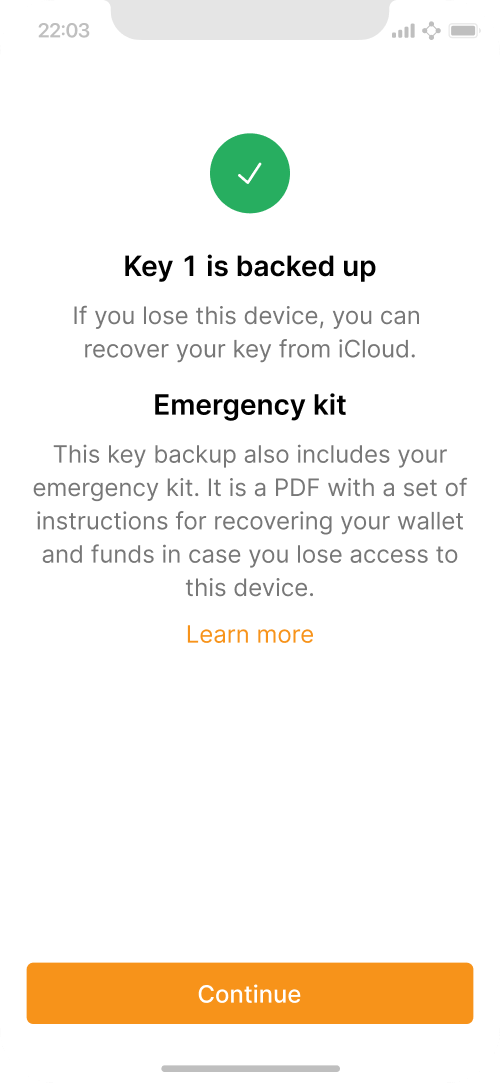 22:03
Key 1 is backed up
If you lose this device, you can
recover your key from iCloud.
Emergency kit
This key backup also includes your
emergency kit. It is a PDF with a set of
instructions for recovering your wallet
and funds in case you lose access to
this device.
Learn more
Continue